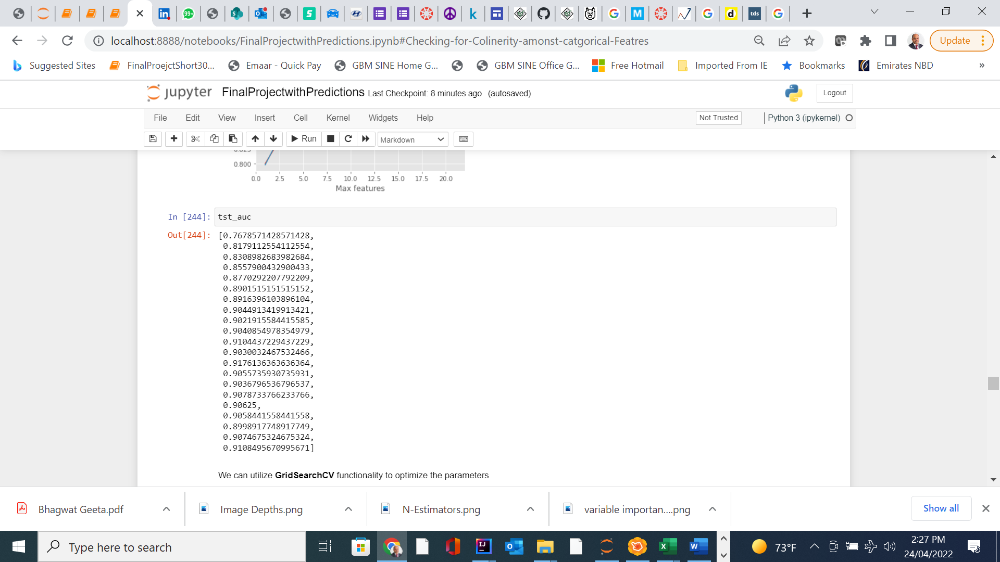 99+
localhost:8888/notebooks/FinalProjectwithPredictions.ipynb#Checking-for-Colinerity-amonst-catgorical-Featres
Update
Suggested Sites
FinalProejctShort30...
Emaar - Quick Pay
GBM SINE Home G...
GBM SINE Office G...
Free Hotmail
Imported From IE
Bookmarks
Emirates NBD
»
jupyter FinalProjectwithPredictions Last Checkpoint: 8 minutes ago (autosaved)
Logout
File Edit View Insert Cell Kernel Widgets Help
Not Trusted
Python 3 (ipykernel)
Run
Markdown
0.800
0.0 2.5 5.0 7.5 10.0 12.5 15.0 17.5 20.0
Max features
In [244]: tst_auc
Out[244]: [0.7678571428571428,
0.8179112554112554,
0.8308982683982684,
0.8557900432900433,
0.8770292207792209,
0.8901515151515152,
0.8916396103896104,
0.9044913419913421,
0.9021915584415585,
0.9040854978354979,
0.9104437229437229,
0.9030032467532466,
0.9176136363636364,
0.9055735930735931,
0.9036796536796537,
0.9078733766233766,
0.90625,
0.9058441558441558,
0.8998917748917749,
0.9074675324675324,
0.9108495670995671]
We can utilize GridSearchCV functionality to optimize the parameters
Bhagwat Geeta.pdf
Image Depths.png
N-Estimators.png
variable importan....png
Show all
Type here to search
73°F
2:27 PM
24/04/2022